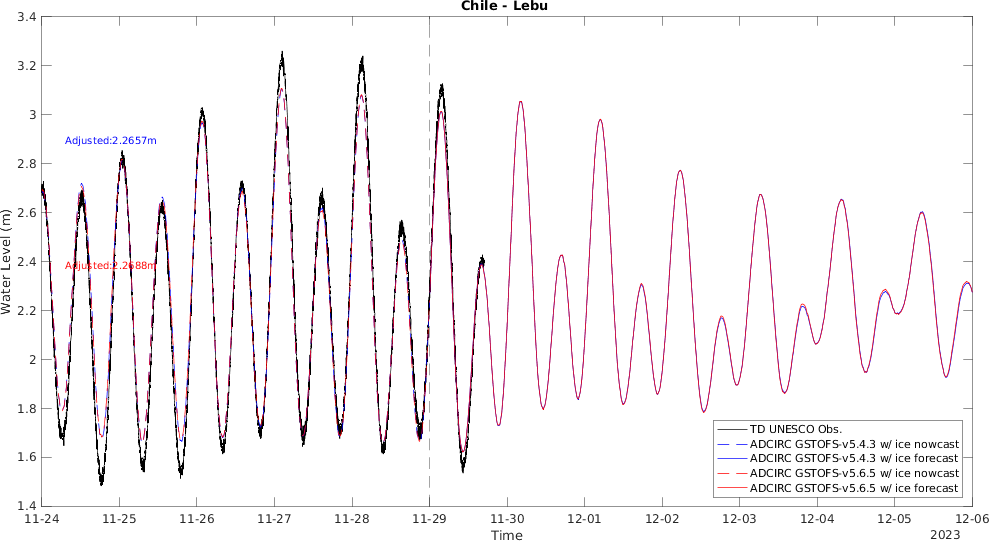 Chile - Lebu
3.4
3.2
3
2.8
2.6
2.4
2.2
2
1.8
1.6
1.4
Water Level (m)
Adjusted:2.2657m
Adjusted:2.2688m
TD UNESCO Obs.
ADCIRC GSTOFS-v5.4.3 w/ ice nowcast
ADCIRC GSTOFS-v5.4.3 w/ ice forecast
ADCIRC GSTOFS-v5.6.5 w/ ice nowcast
ADCIRC GSTOFS-v5.6.5 w/ ice forecast
11-24 11-25 11-26 11-27 11-28 11-29 11-30 12-01 12-02 12-03 12-04 12-05 12-06
Time
2023